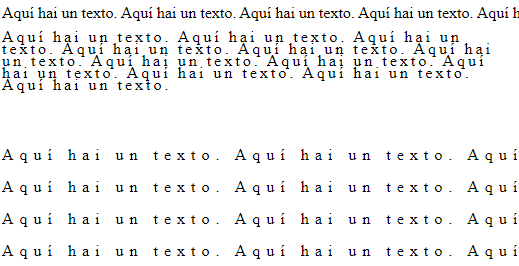 Aquí hai un texto. Aquí hai un texto. Aquí hai un texto. Aquí hai un texto. Aquí h
Aquí hai un texto. Aquí hai un texto. Aquí hai un
texto. Aquí hai un texto. Aquí hai un texto. Aquí hai
un texto. Aquí hai un texto. Aquí hai un texto. Aquí
hai un texto. Aquí hai un texto. Aquí hai un texto.
Aquí hai un texto.
Aquí hai un texto. Aquí hai un texto. Aquí
Aquí hai un texto. Aquí hai un texto. Aquí
Aquí hai un texto. Aquí hai un texto. Aquí
Aquí hai un texto. Aquí hai un texto. Aquí